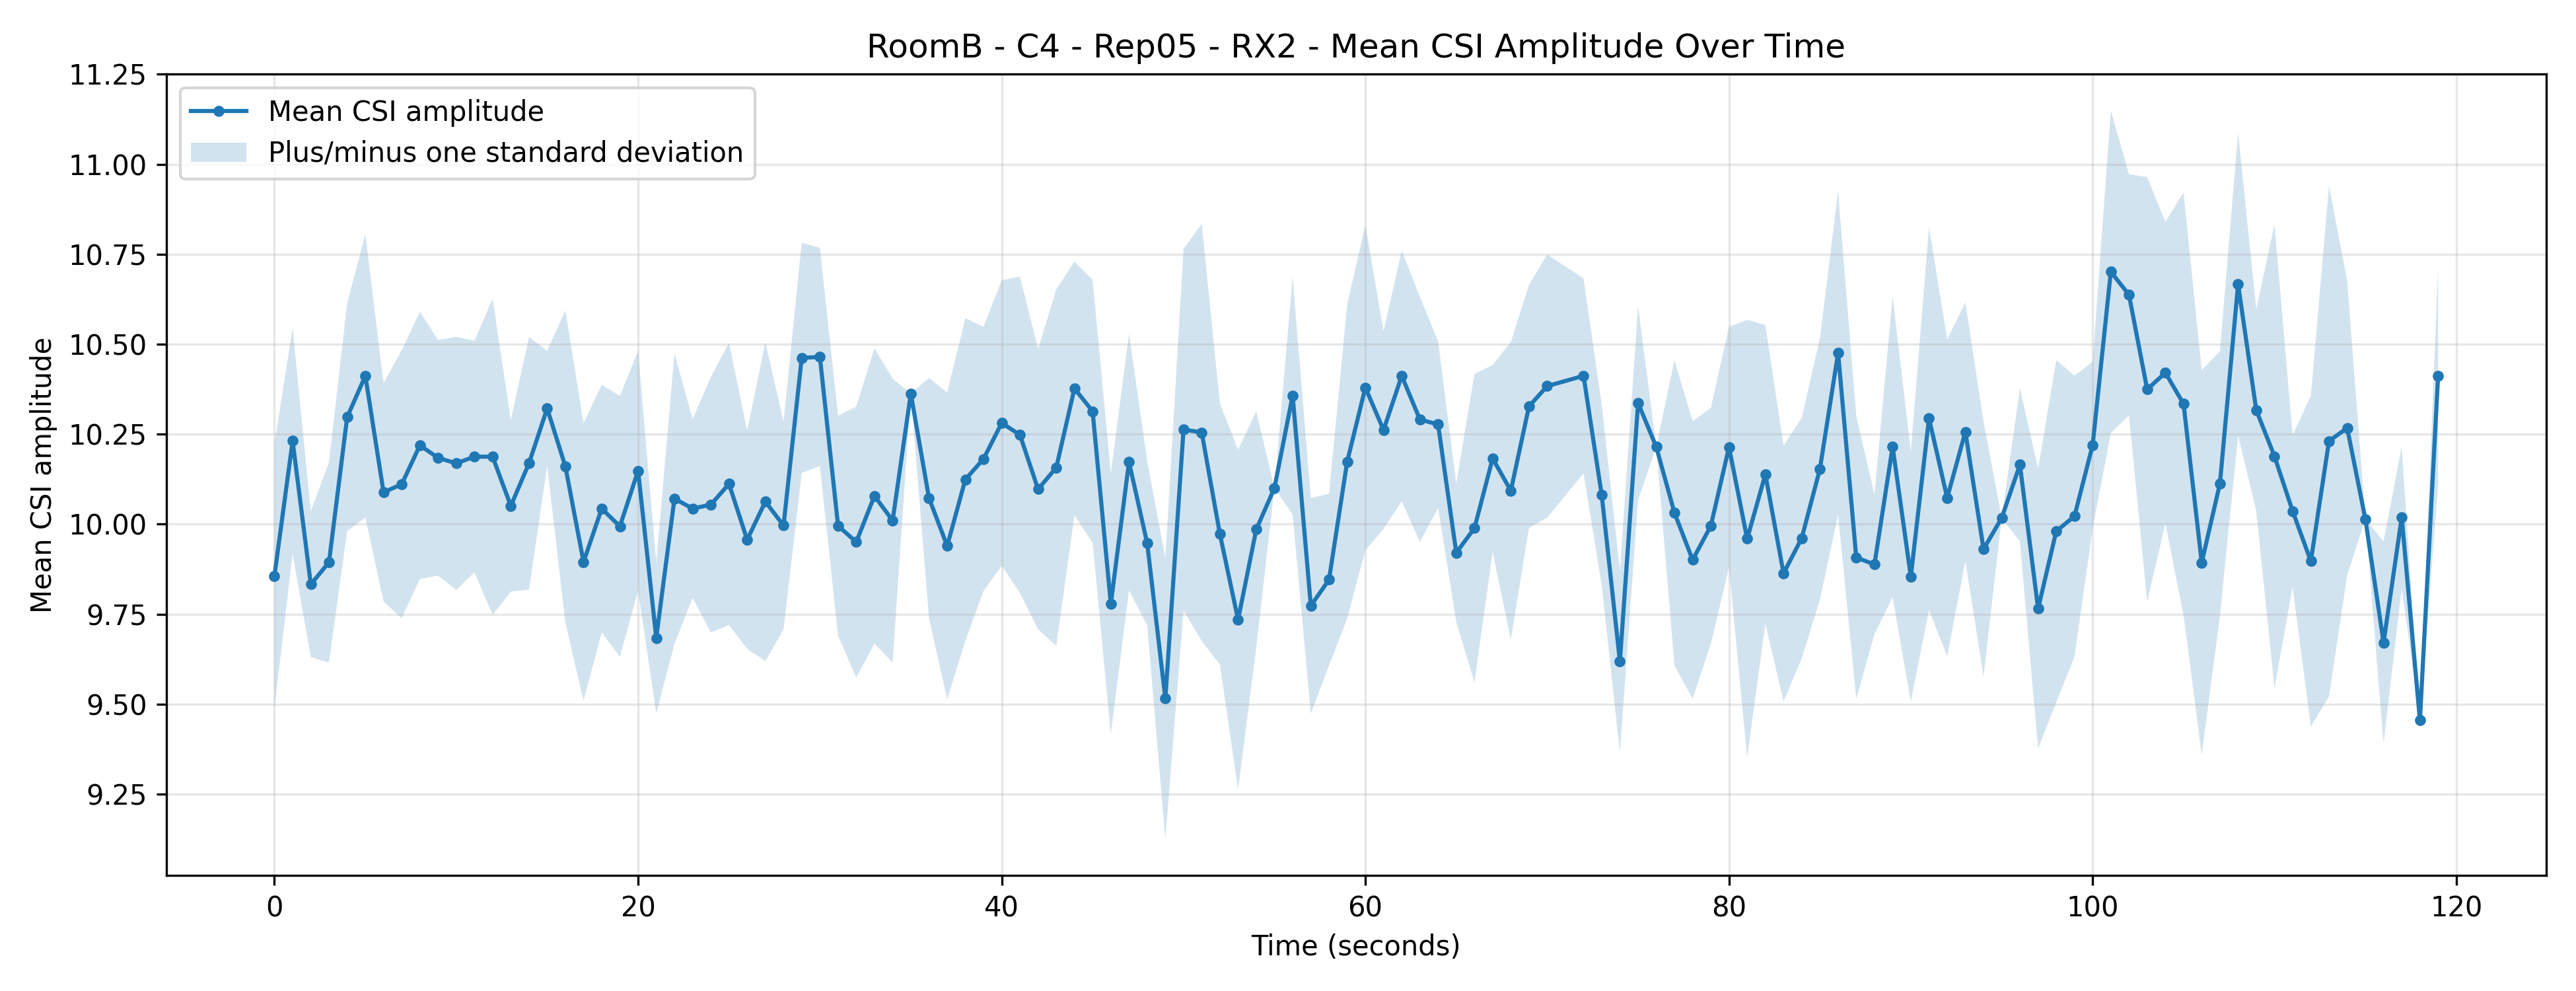 RoomB - C4 - Rep05 - RX2 - Mean CSI Amplitude Over Time
Mean CSI amplitude
Plus/minus one standard deviation
Mean CSI amplitude
11.25
11.00
10.75
10.50
10.25
10.00
9.75
9.50
9.25
0 20 40 60 80 100 120
Time (seconds)